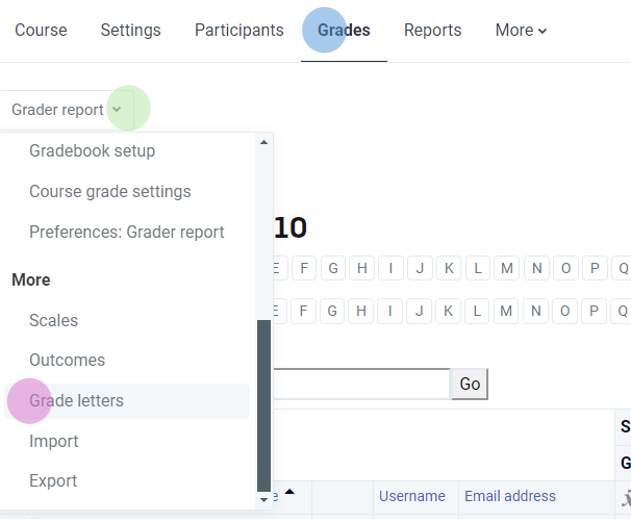 Course Settings Participants Grades Reports More
Grader report
Gradebook setup
Course grade settings
Preferences: Grader report
10
More
E F G H I J K L M N O P Q
Scales
E F G H I J K L M N O P Q
Outcomes
Go
Grade letters
S
Import
G
Export
e Username Email address